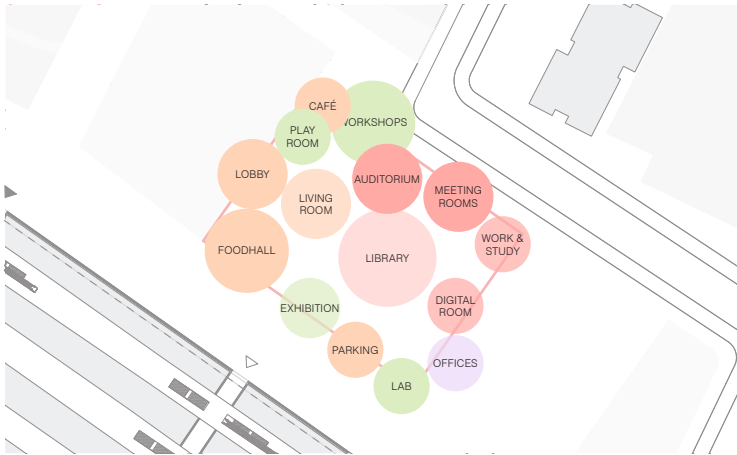 CAFÉ
WORKSHOPS
PLAY
ROOM
LOBBY
AUDITORIUM
LIVING
ROOM
MEETING
ROOMS
FOODHALL
LIBRARY
WORK &
STUDY
EXHIBITION
DIGITAL
ROOM
PARKING
OFFICES
LAB